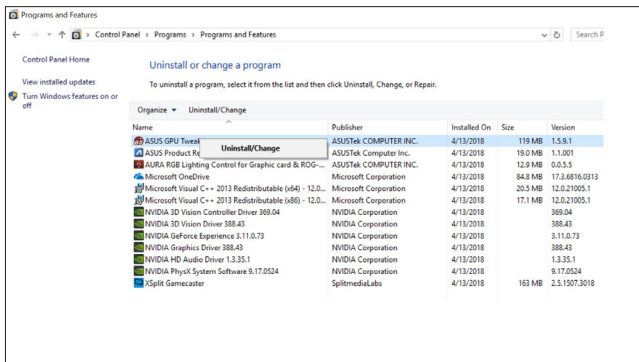 Programs and Features
Control Panel > Programs > Programs and Features
Search P
Control Panel Home
View installed updates
Turn Windows features on or
off
Uninstall or change a program
To uninstall a program, select it from the list and then click Uninstall, Change, or Repair.
Organize Uninstall/Change
Name Publisher Installed On Size Version
ASUS GPU Tweak ASUSTek COMPUTER INC. 4/13/2018 119 MB 1.5.9.1
Uninstall/Change
ASUS Product Re ASUSTek Computer Inc. 4/13/2018 19.0 MB 1.1.001
AURA RGB Lighting Control for Graphic card & ROG-... ASUSTek COMPUTER INC. 4/13/2018 12.9 MB 0.0.5.5
Microsoft OneDrive Microsoft Corporation 4/13/2018 84.8 MB 17.3.6816.0313
Microsoft Visual C++ 2013 Redistributable (x64) - 12.0... Microsoft Corporation 4/13/2018 20.5 MB 12.0.21005.1
Microsoft Visual C++ 2013 Redistributable (x86) - 12.0... Microsoft Corporation 4/13/2018 17.1 MB 12.0.21005.1
NVIDIA 3D Vision Controller Driver 369.04 NVIDIA Corporation 4/13/2018 369.04
NVIDIA 3D Vision Driver 388.43 NVIDIA Corporation 4/13/2018 388.43
NVIDIA GeForce Experience 3.11.0.73 NVIDIA Corporation 4/13/2018 3.11.0.73
NVIDIA Graphics Driver 388.43 NVIDIA Corporation 4/13/2018 388.43
NVIDIA HD Audio Driver 1.3.35.1 NVIDIA Corporation 4/13/2018 1.3.35.1
NVIDIA PhysX System Software 9.17.0524 NVIDIA Corporation 4/13/2018 9.17.0524
XSplit Gamecaster SplitmediaLabs 4/13/2018 163 MB 2.5.1507.3018